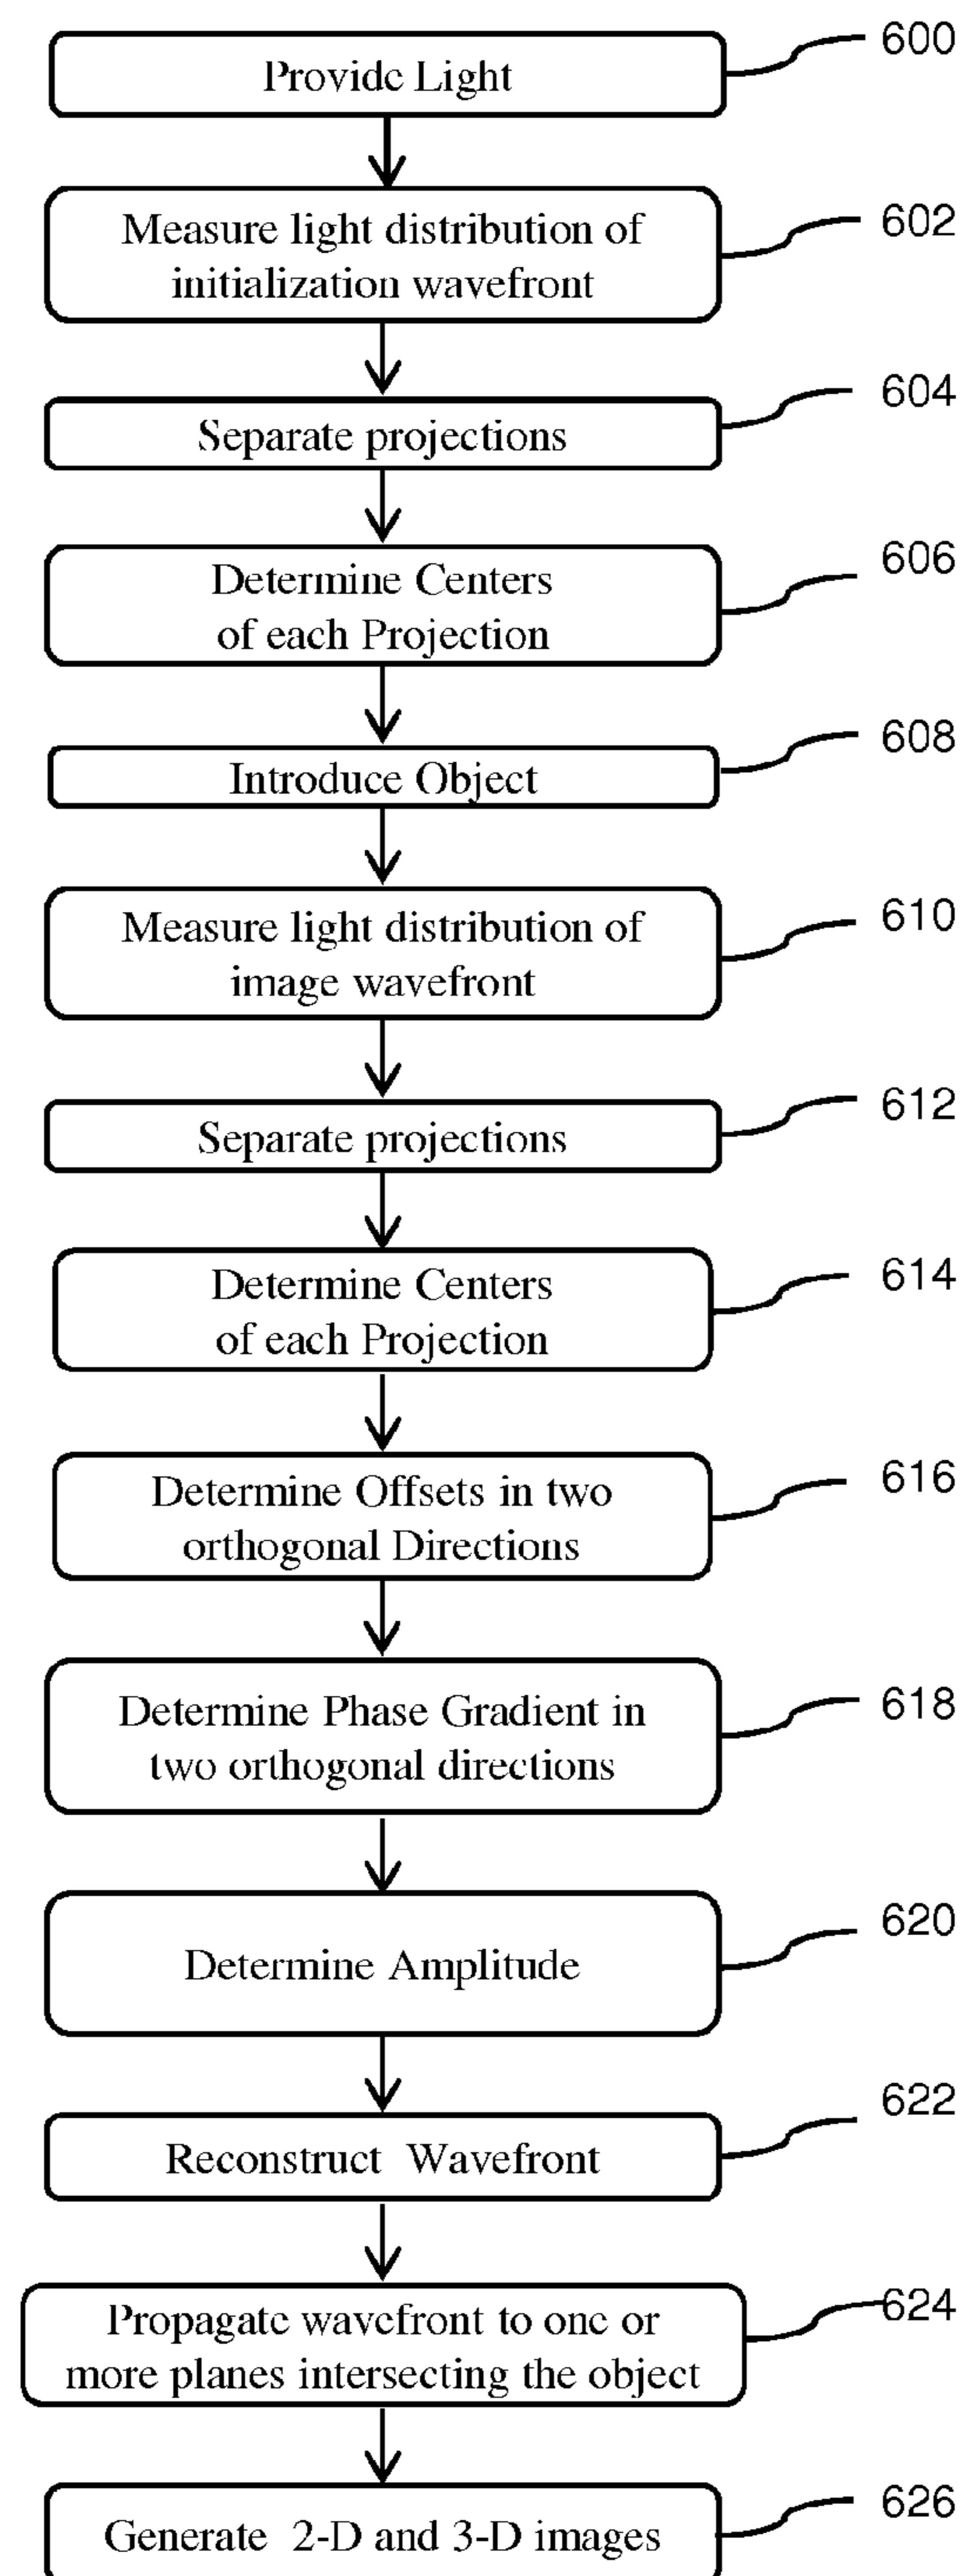 Provide Light
600
Measure light distribution of
initialization wavefront
602
Separate projections
604
Determine Centers
of each Projection
606
Introduce Object
608
Measure light distribution of
image wavefront
610
Separate projections
612
Determine Centers
of each Projection
614
Determine Offsets in two
orthogonal Directions
616
Determine Phase Gradient in
two orthogonal directions
618
Determine Amplitude
620
Reconstruct Wavefront
622
Propagate wavefront to one or
more planes intersecting the object
624
Generate 2-D and 3-D images
626